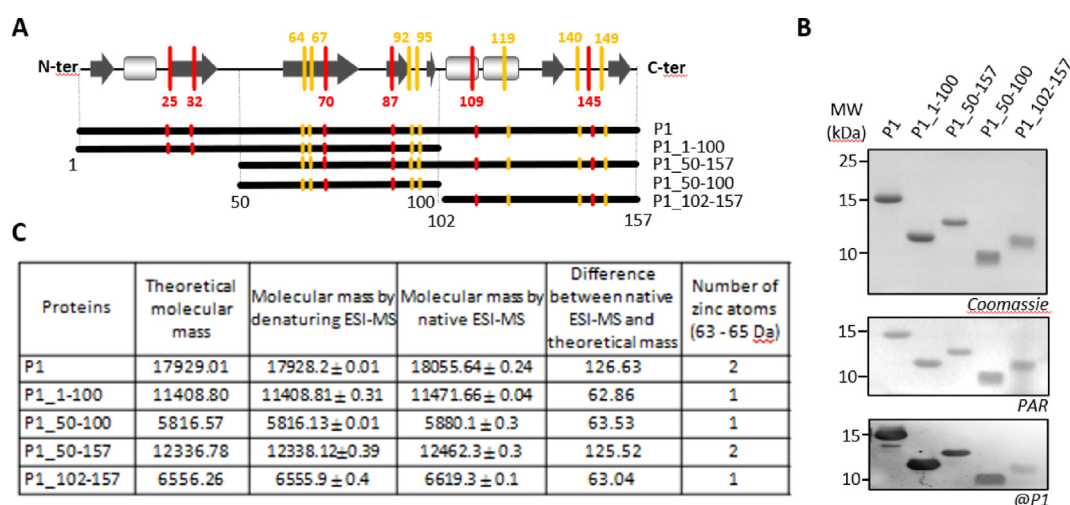 A
64 67 92 95 119 140 149
N-ter C-ter
25 32 70 87 109 145
P1
P1_1-100
1
P1_50-157
P1_50-100
50 100
P1_102-157
102 157
B
MW
(kDa)
P1
P1_1-100
P1_50-157
P1_50-100
P1_102-157
25
15
10
Coomassie
15
10
PAR
15
10
@P1
C
Proteins Theoretical molecular mass Molecular mass by denaturing ESI-MS Molecular mass by native ESI-MS Difference between native ESI-MS and theoretical mass Number of zinc atoms (63 - 65 Da)
P1 17929.01 17928.2 ± 0.01 18055.64 ± 0.24 126.63 2
P1_1-100 11408.80 11408.81 ± 0.31 11471.66 ± 0.04 62.86 1
P1_50-100 5816.57 5816.13 ± 0.01 5880.1 ± 0.3 63.53 1
P1_50-157 12336.78 12338.12±0.39 12462.3 ± 0.3 125.52 2
P1_102-157 6556.26 6555.9 ± 0.4 6619.3 ± 0.1 63.04 1